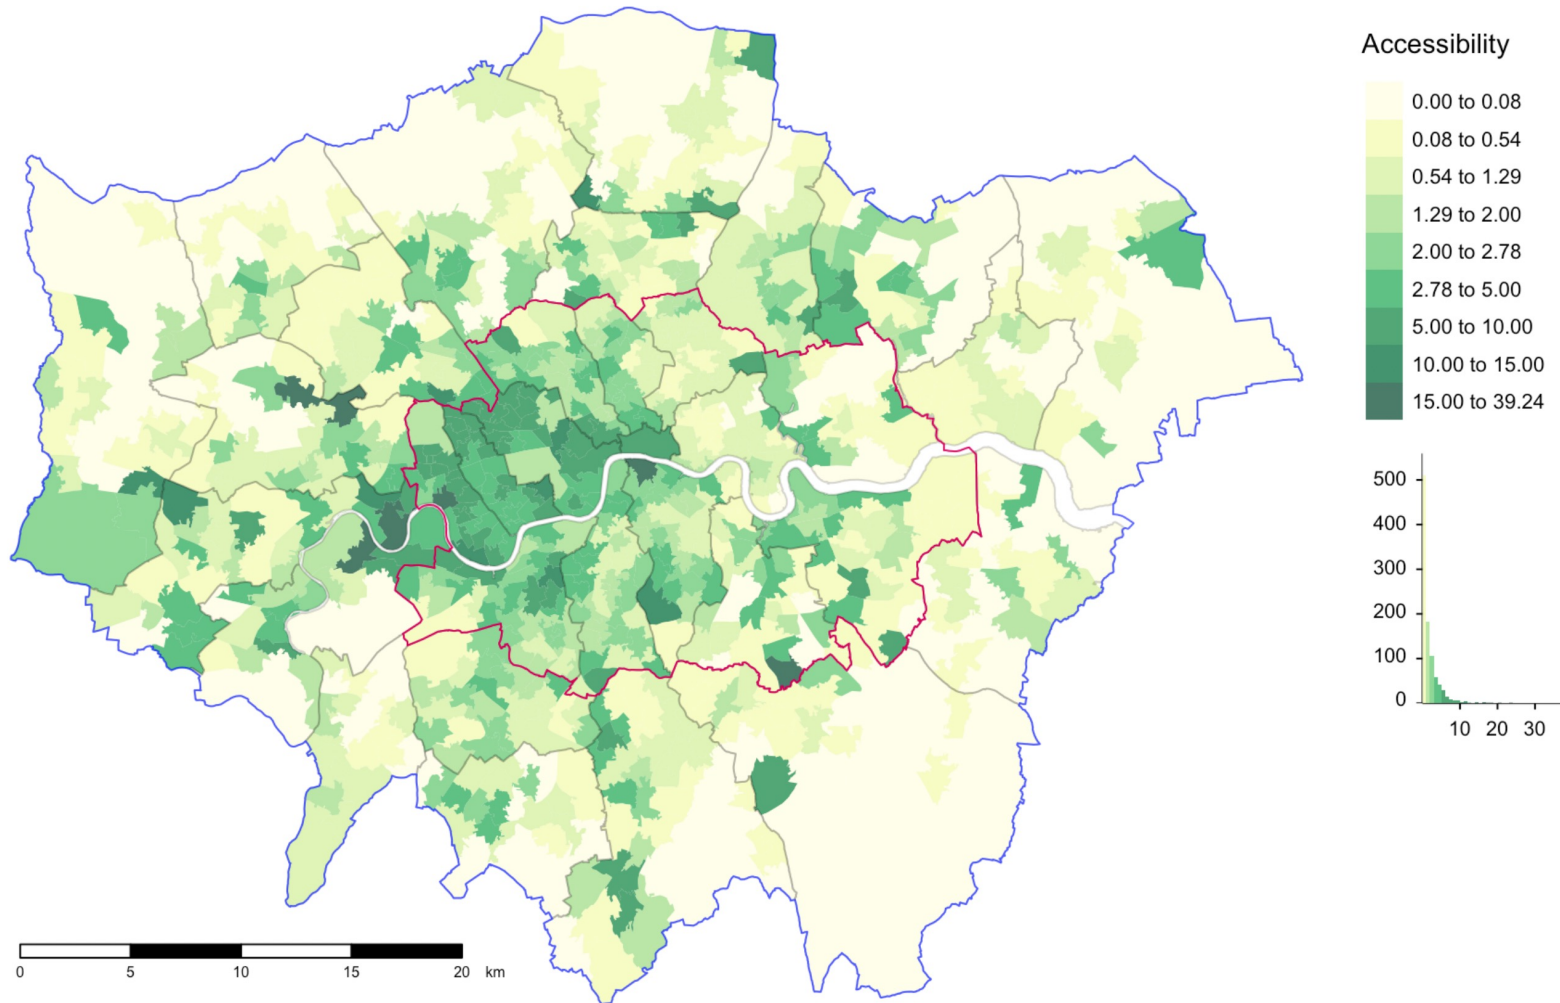 Accessibility
0.00 to 0.08
0.08 to 0.54
0.54 to 1.29
1.29 to 2.00
2.00 to 2.78
2.78 to 5.00
5.00 to 10.00
10.00 to 15.00
15.00 to 39.24
500
400
300
200
100
0
10 20 30
0 5 10 15 20 km